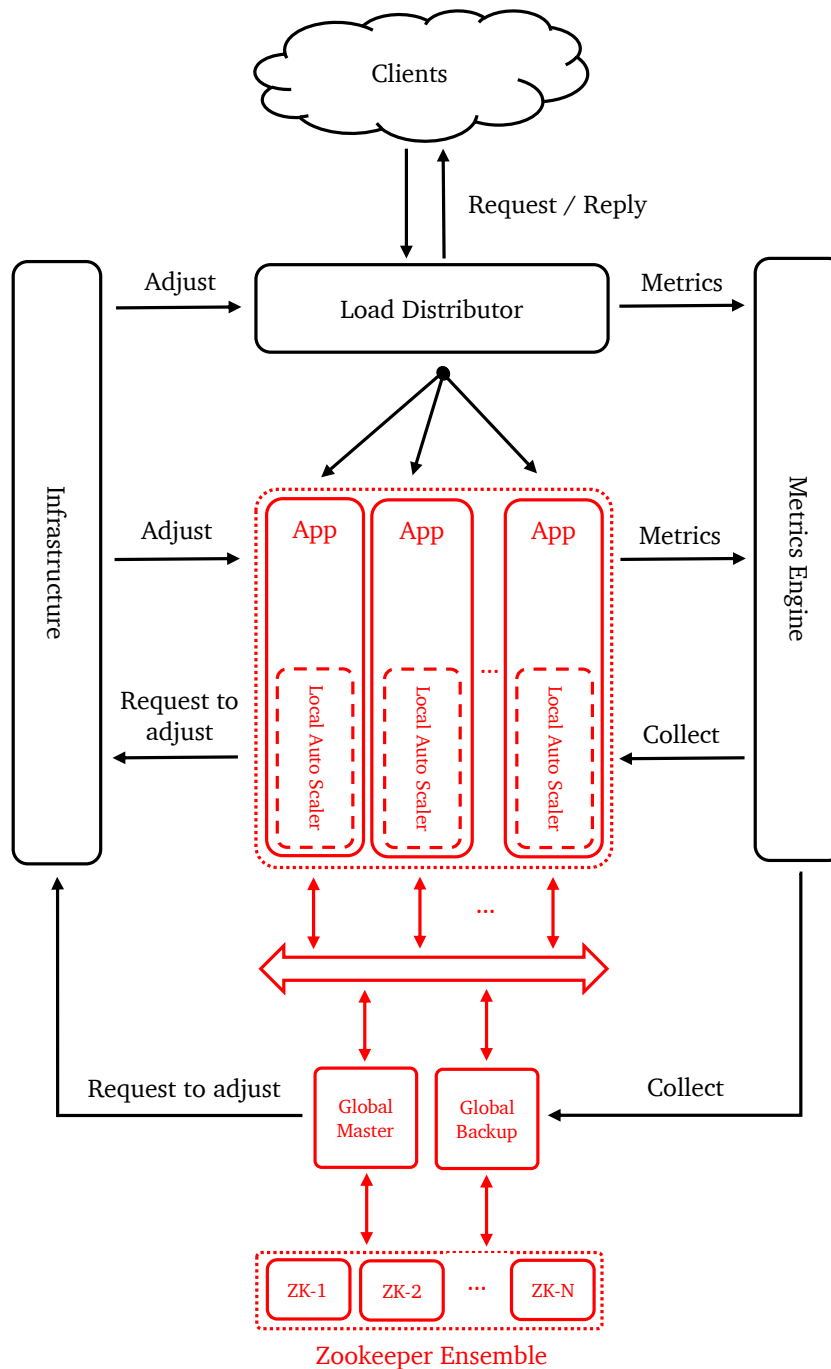 Clients
Request / Reply
Adjust
Load Distributor
Metrics
Infrastructure
Metrics Engine
App
App
App
Adjust
Metrics
Local Auto Scaler
Local Auto Scaler
...
Local Auto Scaler
Request to
adjust
Collect
...
Request to adjust
Global
Master
Global
Backup
Collect
ZK-1
ZK-2
...
ZK-N
Zookeeper Ensemble